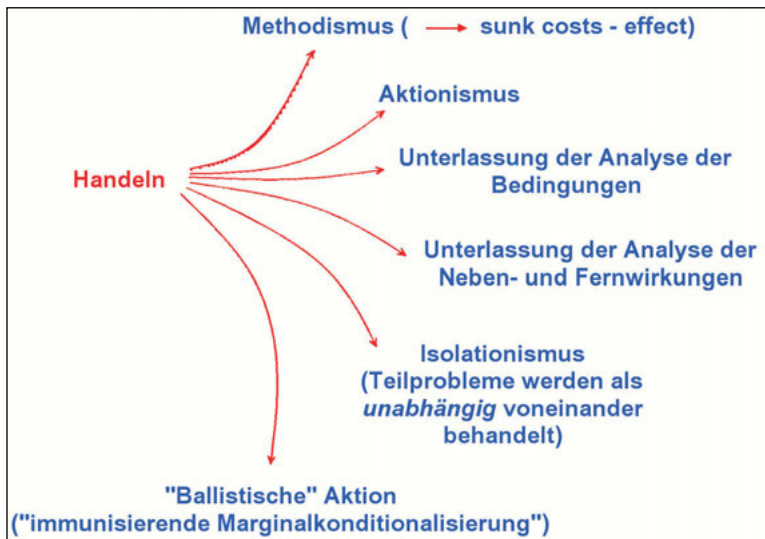 Methodismus ( sunk costs - effect)
Aktionismus
Unterlassung der Analyse der
Bedingungen
Handeln
Unterlassung der Analyse der
Neben- und Fernwirkungen
Isolationismus
(Teilprobleme werden als
unabhängig voneinander
behandelt)
"Ballistische" Aktion
("immunisierende Marginalkonditionalisierung")